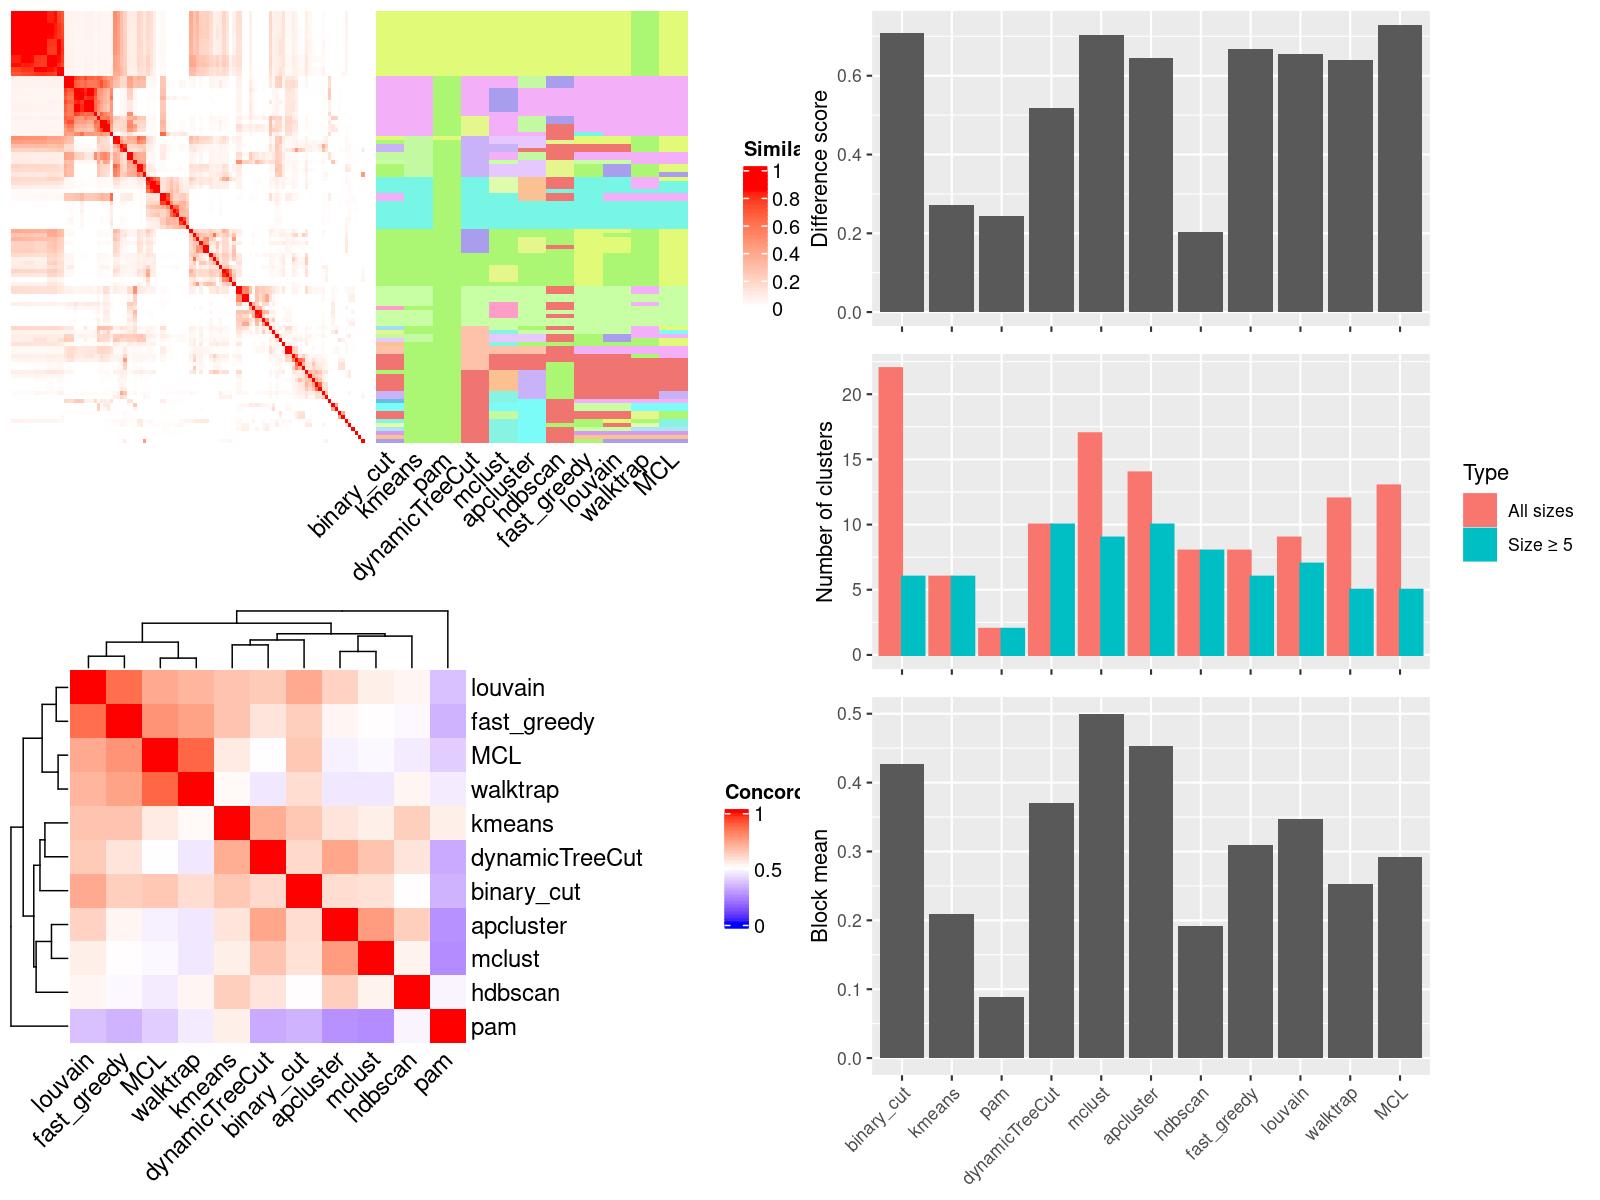 Simila
1
0.8
0.6
0.4
0.2
0
binary_cut
kmeans
pam
dynamicTreeCut
mclust
apcluster
hdbscan
fast_greedy
louvain
walktrap
MCL
Difference score
0.6
0.4
0.2
0.0
Number of clusters
20
15
10
5
0
Type
All sizes
Size ≥ 5
louvain
fast_greedy
MCL
walktrap
kmeans
dynamicTreeCut
binary_cut
apcluster
mclust
hdbscan
pam
louvain
fast_greedy
MCL
walktrap
kmeans
dynamicTreeCut
binary_cut
apcluster
mclust
hdbscan
pam
Concord
1
0.5
0
Block mean
0.5
0.4
0.3
0.2
0.1
0.0
binary_cut
kmeans
pam
dynamicTreeCut
mclust
apcluster
hdbscan
fast_greedy
louvain
walktrap
MCL